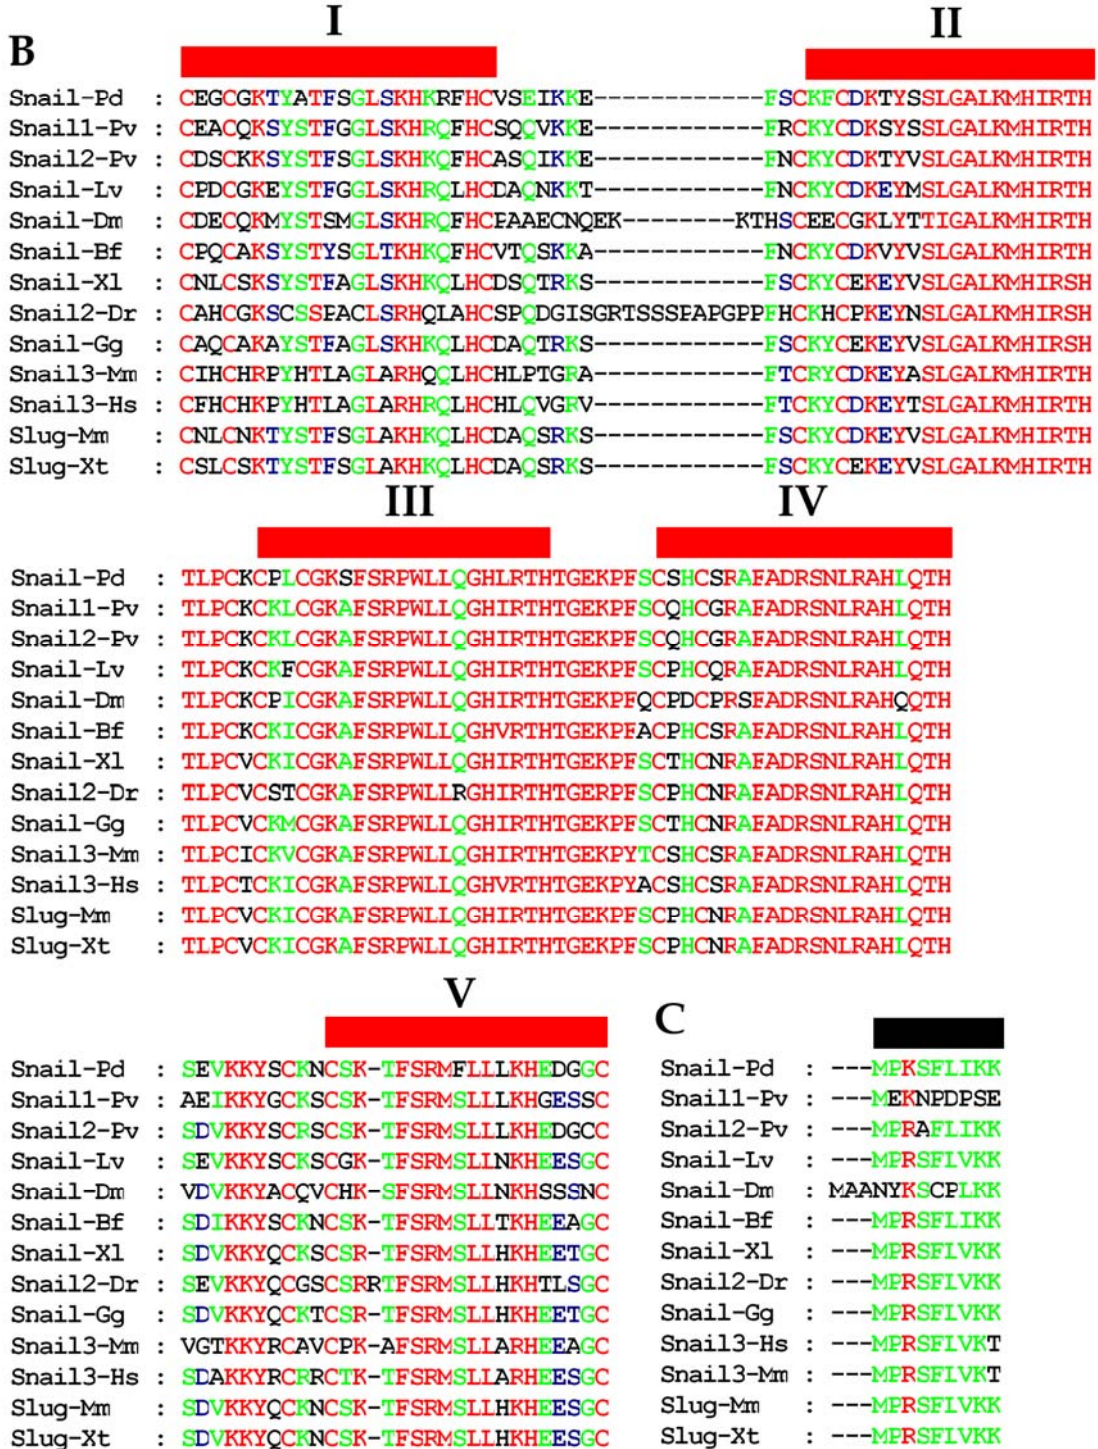 I
II
B
Snail-Pd : CEGCGKTYATFSGLSKHKRFHCVSEIKKE------------FSCKFCDKTYSSLGALKMHIRTH
Snail1-Pv : CEACQKSYSTFGGLSKHRQFHCSQQVKKE------------FRCKYCDKSYSSLGALKMHIRTH
Snail2-Pv : CDSCKKSYSTFSGLSKHKQFHCASQIKKE------------FNCKYCDKTYVSLGALKMHIRTH
Snail-Lv : CPDCGKEYSTFGGLSKHRQLHCDAQNKKT------------FNCKYCDKEYMSLGALKMHIRTH
Snail-Dm : CDECQKMYSTSMGLSKHRQFHCPAAECNQEK--------KTHSCEECGKLYTTIGALKMHIRTH
Snail-Bf : CPQCAKSYSTYSGLTKHKQFHCVTQSKKA------------FNCKYCDKVYVSLGALKMHIRTH
Snail-Xl : CNLCSKSYSTFAGLSKHKQLHCDSQTRKS------------FSCKYCEKEYVSLGALKMHIRSH
Snail2-Dr : CAHCGKSCSSPACLSRHQLAHCSPQDGISGRTSSSPAPGPPFHCKHCPKEYNSLGALKMHIRSH
Snail-Gg : CAQCAKAYSTFAGLSKHKQLHCDAQTRKS------------FSCKYCEKEYVSLGALKMHIRSH
Snail3-Mm : CIHCHRPYHTLAGLARHQQLHCHLPTGRA------------FTCRYCDKEYASLGALKMHIRTH
Snail3-Hs : CFHCHKPYHTLAGLARHRQLHCHLQVGRV------------FTCKYCDKEYTSLGALKMHIRTH
Slug-Mm : CNLCNKTYSTFSGLAKHKQLHCDAQSRKS------------FSCKYCDKEYVSLGALKMHIRTH
Slug-Xt : CSLCSKTYSTFSGLAKHKQLHCDAQSRKS------------FSCKYCEKEYVSLGALKMHIRTH
III
IV
Snail-Pd : TLPCKCPLCGKSFSRPWLLQGHLRTHTGEKPFSCSHCSRAFADRSNLRAHLQTH
Snail1-Pv : TLPCKCKLCGKAFSRPWLLQGHIRTHTGEKPFSCQHCGRAFADRSNLRAHLQTH
Snail2-Pv : TLPCKCKLCGKAFSRPWLLQGHIRTHTGEKPFSCQHCGRAFADRSNLRAHLQTH
Snail-Lv : TLPCKCKFCGKAFSRPWLLQGHIRTHTGEKPFSCPHCQRAFADRSNLRAHLQTH
Snail-Dm : TLPCKCPICGKAFSRPWLLQGHIRTHTGEKPFQCPDCPRSFADRSNLRAHQQTH
Snail-Bf : TLPCKCKICGKAFSRPWLLQGHVRTHTGEKPFACPHCSRAFADRSNLRAHLQTH
Snail-Xl : TLPCVCKICGKAFSRPWLLQGHIRTHTGEKPFSCTHCNRAFADRSNLRAHLQTH
Snail2-Dr : TLPCVCSTCGKAFSRPWLLRGHIRTHTGERPFSCPHCNRAFADRSNLRAHLQTH
Snail-Gg : TLPCVCKMCGKAFSRPWLLQGHIRTHTGEKPFSCTHCNRAFADRSNLRAHLQTH
Snail3-Mm : TLPCICKVCGKAFSRPWLLQGHIRTHTGEKPYTCSHCSRAFADRSNLRAHLQTH
Snail3-Hs : TLPCTCKICGKAFSRPWLLQGHVRTHTGEKPYACSHCSRAFADRSNLRAHLQTH
Slug-Mm : TLPCVCKICGKAFSRPWLLQGHIRTHTGEKPFSCPHCNRAFADRSNLRAHLQTH
Slug-Xt : TLPCVCKICGKAFSRPWLLQGHIRTHTGEKPFSCPHCNRAFADRSNLRAHLQTH
V
Snail-Pd : SEVKKYSCKNCSK-TFSRMFLLLKHEDGGC
Snail1-Pv : AEIKKYGCKSCSK-TFSRMSLLLKHGESSC
Snail2-Pv : SDVKKYSCRSCSK-TFSRMSLLLKHEDGCC
Snail-Lv : SEVKKYSCKSCGK-TFSRMSLLNKHEESGC
Snail-Dm : VDVKKYACQVCHK-SFSRMSLLNKHSSSNC
Snail-Bf : SDIKKYSCKNCSK-TFSRMSLLTKHEEAGC
Snail-Xl : SDVKKYQCKSCSR-TFSRMSLLHKHEETGC
Snail2-Dr : SEVKKYQCGSCSRRTFSRMSLLHKHTLSGC
Snail-Gg : SDVKKYQCKTCSR-TFSRMSLLHKHEETGC
Snail3-Mm : VGTKKYRCAVCPK-AFSRMSLLARHEEAGC
Snail3-Hs : SDAKKYRCRRCTK-TFSRMSLLARHEESGC
Slug-Mm : SDVKKYQCKNCSK-TFSRMSLLHKHEESGC
Slug-Xt : SDVKKYQCKNCSK-TFSRMSLLHKHEESGC
C
Snail-Pd : ---MPKSFLIKK
Snail1-Pv : ---MEKNPDPSE
Snail2-Pv : ---MPRAFLIKK
Snail-Lv : ---MPRSFLVKK
Snail-Dm : MAANYKSCPLKK
Snail-Bf : ---MPRSFLIKK
Snail-Xl : ---MPRSFLVKK
Snail2-Dr : ---MPRSFLVKK
Snail-Gg : ---MPRSFLVKK
Snail3-Hs : ---MPRSFLVKT
Snail3-Mm : ---MPRSFLVKT
Slug-Mm : ---MPRSFLVKK
Slug-Xt : ---MPRSFLVKK